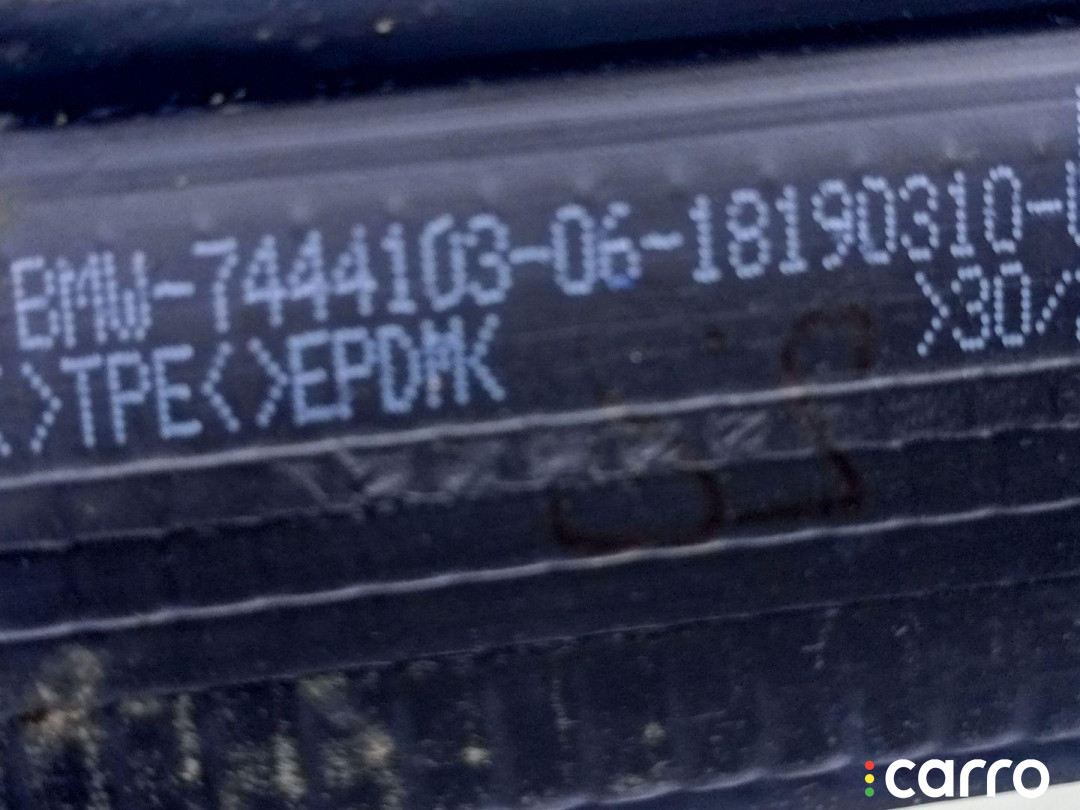 BMW-7444103-06-18190310-
>TPE<>EPDM<
>30/
carro